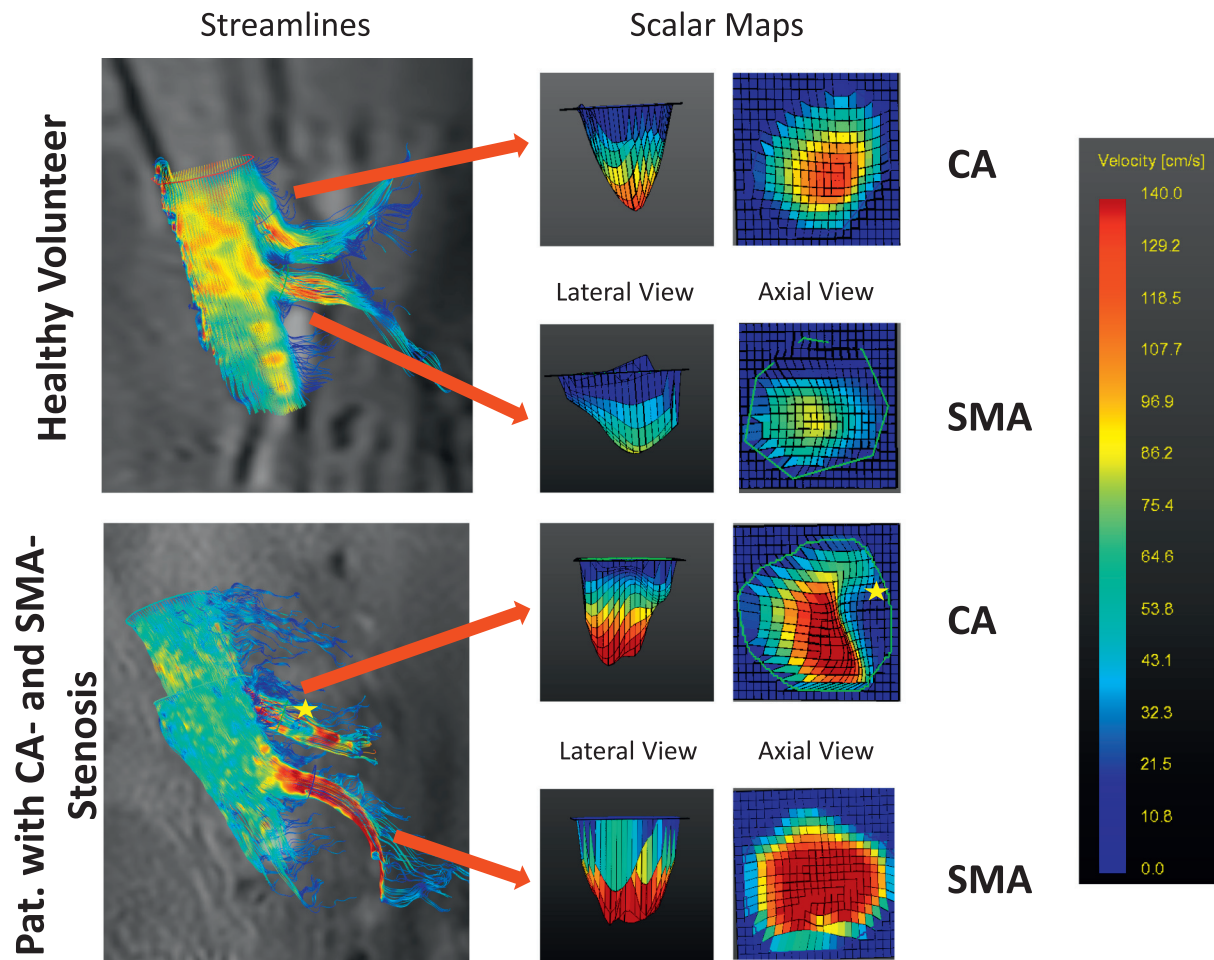 Streamlines
Scalar Maps
Healthy Volunteer
CA
Lateral View
Axial View
SMA
Pat. with CA- and SMA-
Stenosis
CA
Lateral View
Axial View
SMA
Velocity [cm/s]
140.0
129.2
118.5
107.7
96.9
86.2
75.4
64.6
53.8
43.1
32.3
21.5
10.8
0.0